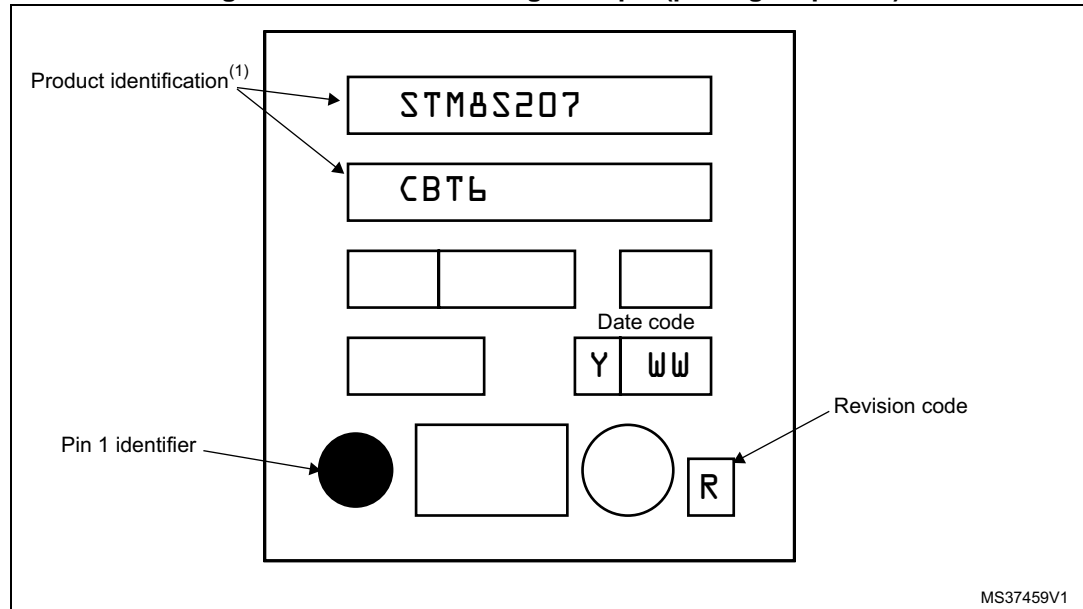 Product identification(1)
STM8S207
CBT6
Date code
Y WW
Revision code
Pin 1 identifier
R
MS37459V1